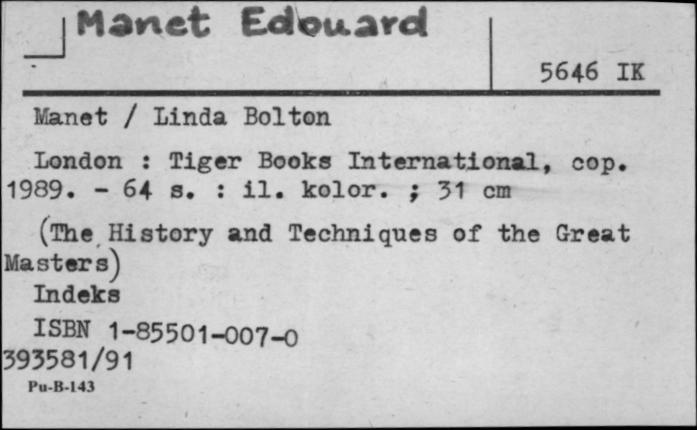 Manet Edouard
5646 IK
Manet / Linda Bolton
London : Tiger Books International, cop.
1989. - 64 s. : il. kolor. ; 31 cm
(The History and Techniques of the Great
Masters)
Indeks
ISBN 1-85501-007-0
393581/91
Pu-B-143